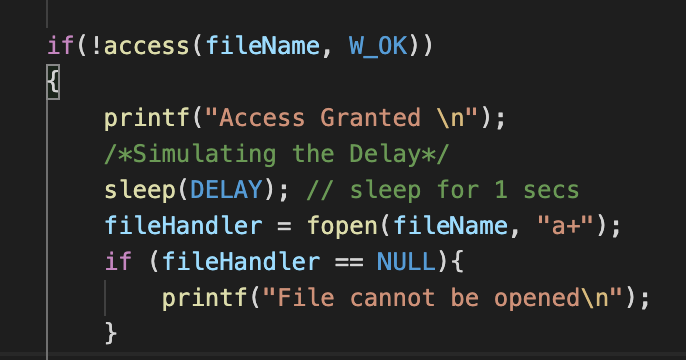 if(!access(fileName, W_OK))
{
printf("Access Granted \n");
/*Simulating the Delay*/
sleep(DELAY); // sleep for 1 secs
fileHandler = fopen(fileName, "a+");
if (fileHandler == NULL){
printf("File cannot be opened\n");
}